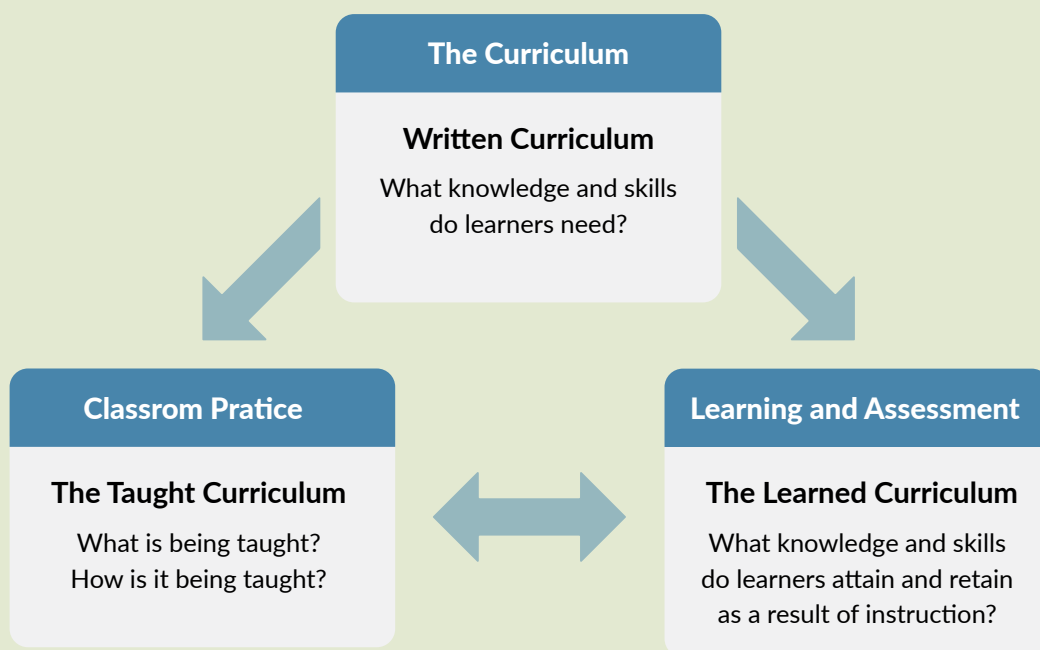 The Curriculum
Written Curriculum
What knowledge and skills
do learners need?
Classrom Pratice
The Taught Curriculum
What is being taught?
How is it being taught?
Learning and Assessment
The Learned Curriculum
What knowledge and skills
do learners attain and retain
as a result of instruction?